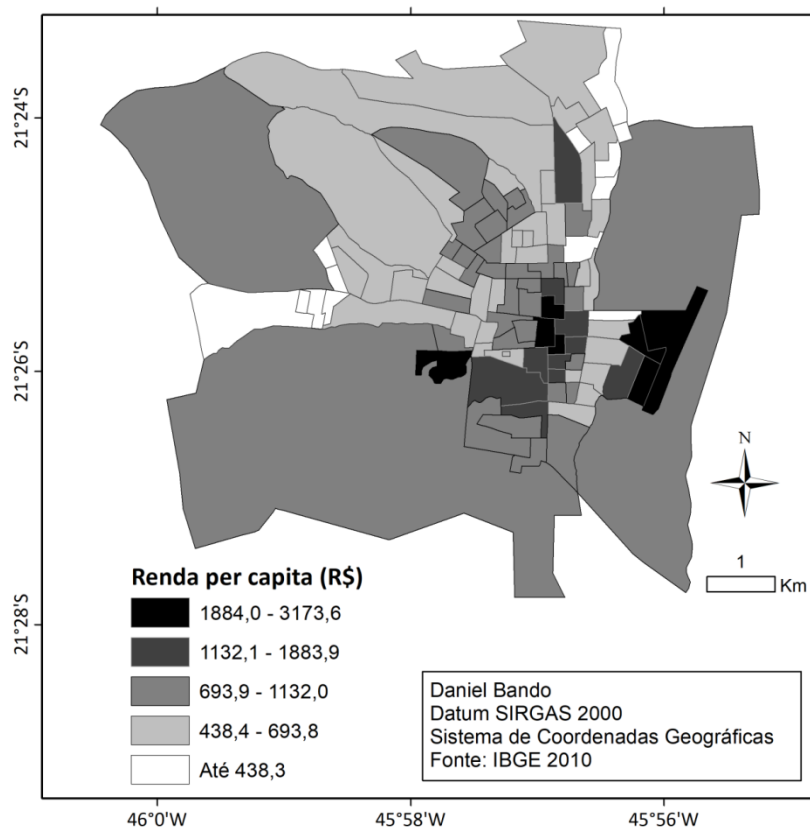 21°24'S
21°26'S
21°28'S
N
1
Km
Renda per capita (R$)
1884,0 - 3173,6
1132,1 - 1883,9
693,9 - 1132,0
438,4 - 693,8
Até 438,3
Daniel Bando
Datum SIRGAS 2000
Sistema de Coordenadas Geográficas
Fonte: IBGE 2010
46°0'W
45°58'W
45°56'W